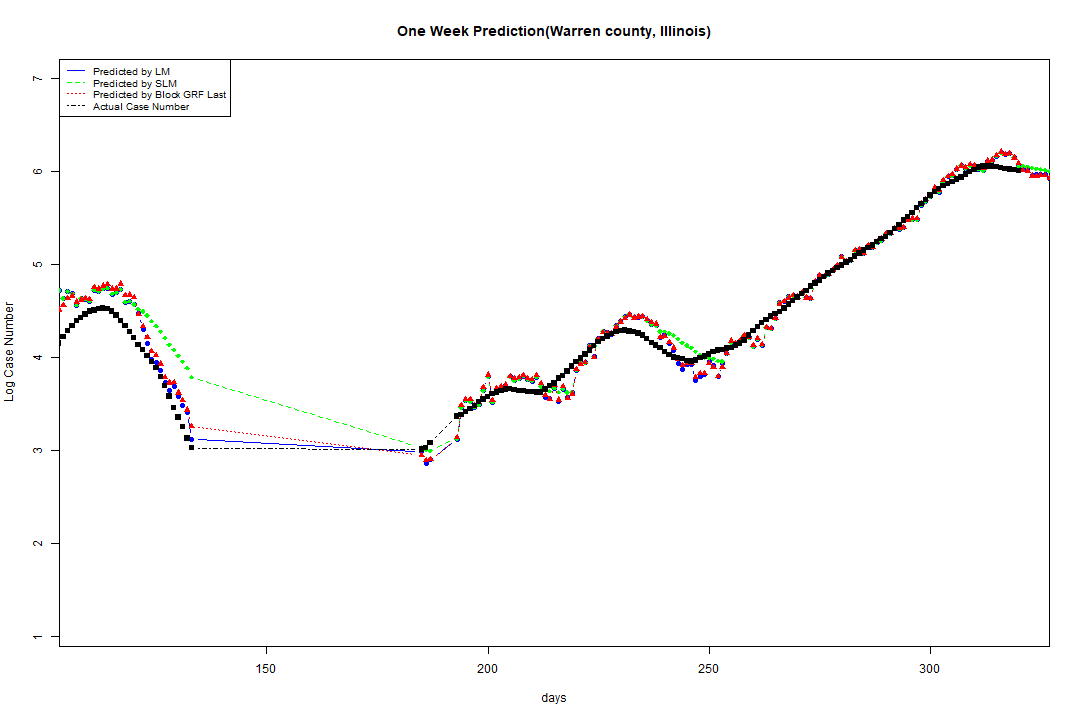 One Week Prediction(Warren county, Illinois)
Predicted by LM
Predicted by SLM
Predicted by Block GRF Last
Actual Case Number
Log Case Number
7
6
5
4
3
2
1
150 200 250 300
days